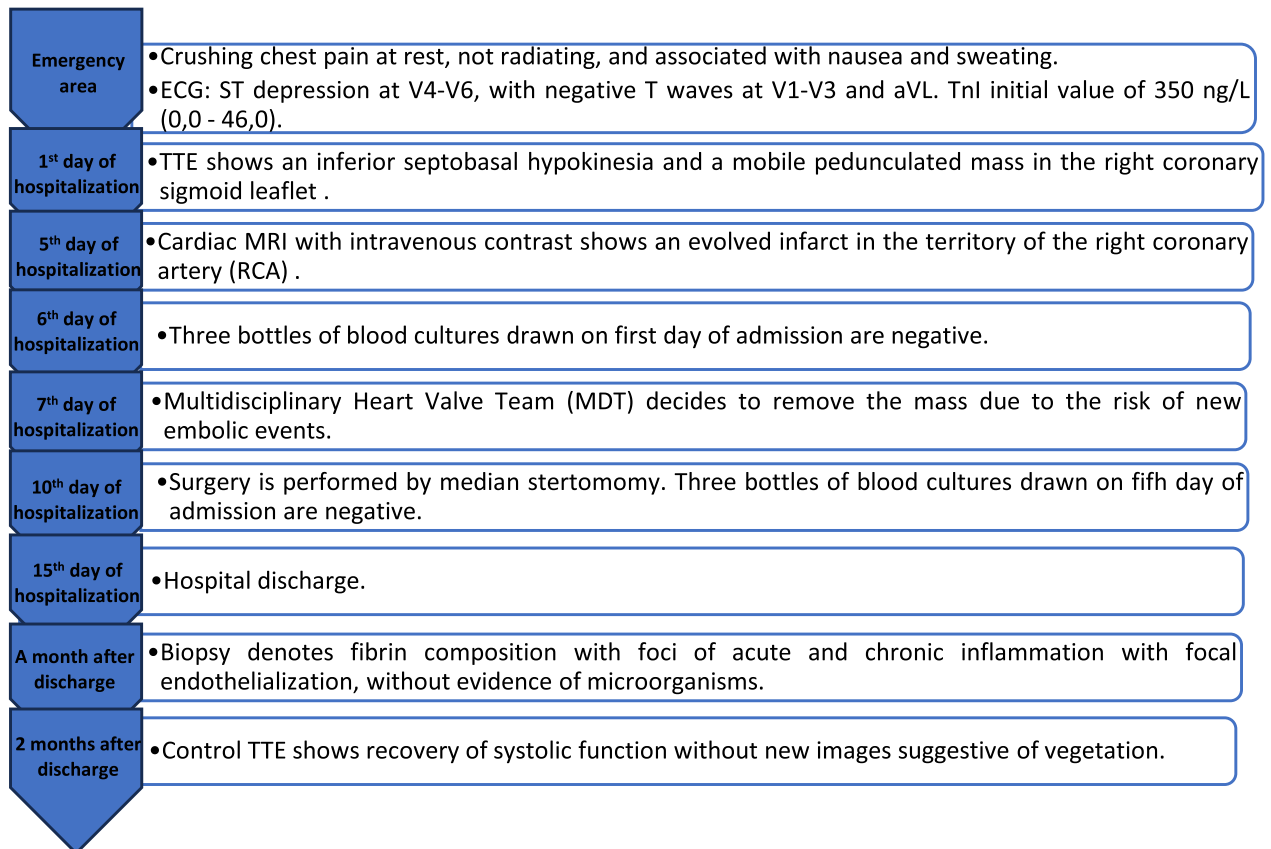 Emergency
area
•Crushing chest pain at rest, not radiating, and associated with nausea and sweating.
•ECG: ST depression at V4-V6, with negative T waves at V1-V3 and aVL. TnI initial value of 350 ng/L
(0,0 - 46,0).
1st day of
hospitalization
•TTE shows an inferior septobasal hypokinesia and a mobile pedunculated mass in the right coronary
sigmoid leaflet .
5th day of
hospitalization
•Cardiac MRI with intravenous contrast shows an evolved infarct in the territory of the right coronary
artery (RCA) .
6th day of
hospitalization
•Three bottles of blood cultures drawn on first day of admission are negative.
7th day of
hospitalization
•Multidisciplinary Heart Valve Team (MDT) decides to remove the mass due to the risk of new
embolic events.
10th day of
hospitalization
•Surgery is performed by median stertomomy. Three bottles of blood cultures drawn on fifh day of
admission are negative.
15th day of
hospitalization
•Hospital discharge.
A month after
discharge
•Biopsy denotes fibrin composition with foci of acute and chronic inflammation with focal
endothelialization, without evidence of microorganisms.
2 months after
discharge
•Control TTE shows recovery of systolic function without new images suggestive of vegetation.